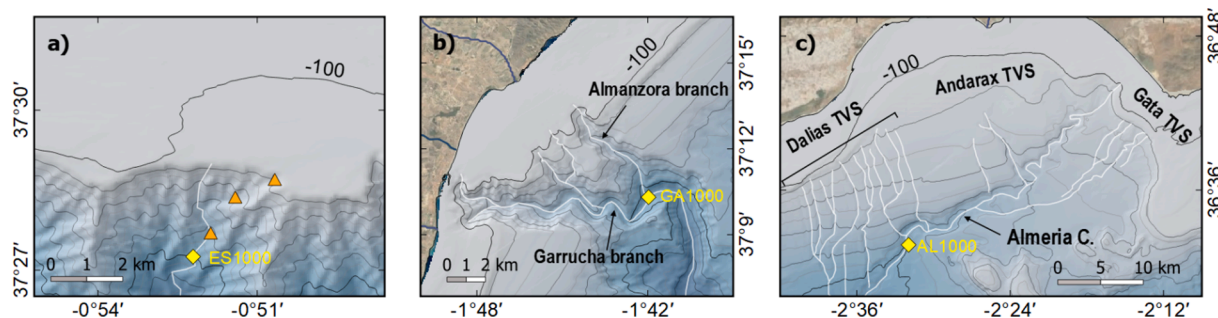 a)
-100
37°30'
37°27'
ES1000
0 1 2 km
-0°54'
-0°51'
b)
-100
37°15'
Almanzora branch
37°12'
GA1000
37°9'
Garrucha branch
0 1 2 km
-1°48'
-1°42'
c)
36°48'
-100
Andarax TVS
Gata TVS
Dalias TVS
36°36'
AL1000
Almeria C.
0 5 10 km
-2°36'
-2°24'
-2°12'